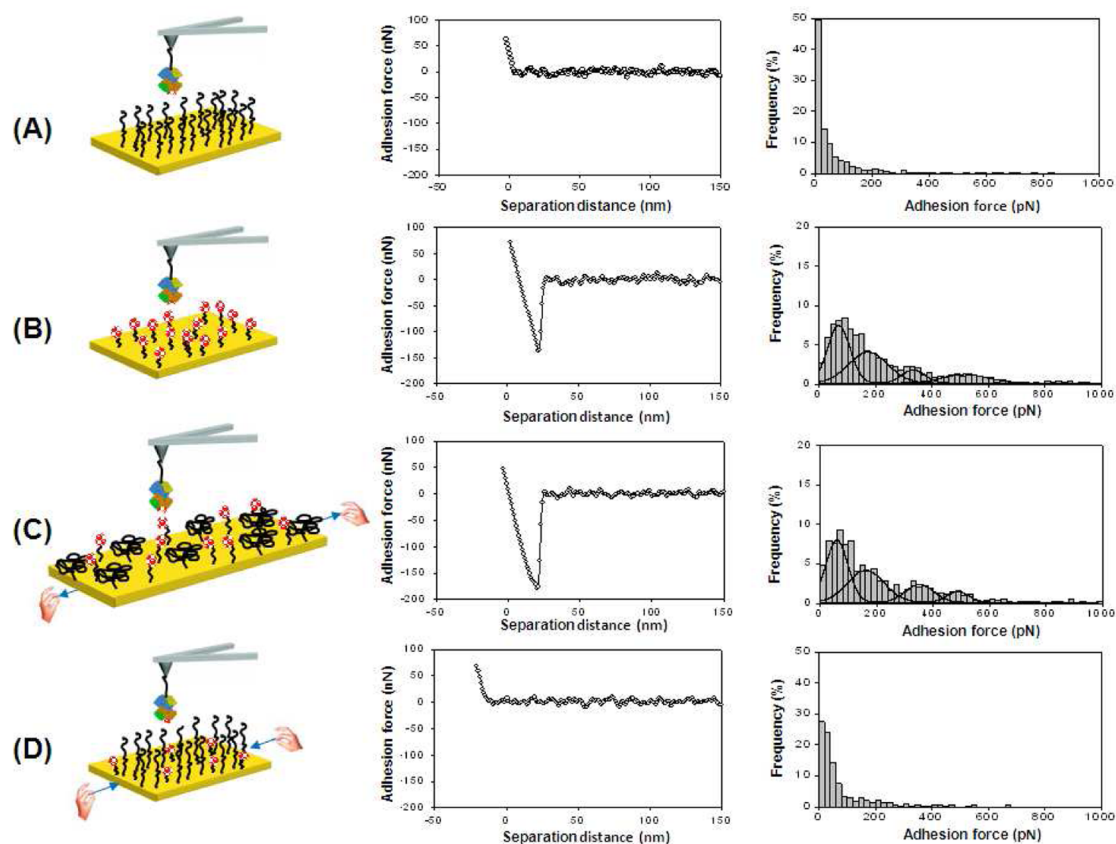 (A)
Adhesion force (nN)
100
50
0
-50
-100
-150
-200
-50 0 50 100 150
Separation distance (nm)
Frequency (%)
50
40
30
20
10
0
0 200 400 600 800 1000
Adhesion force (pN)
(B)
Adhesion force (nN)
100
50
0
-50
-100
-150
-200
-50 0 50 100 150
Separation distance (nm)
Frequency (%)
20
15
10
5
0
0 200 400 600 800 1000
Adhesion force (pN)
(C)
Adhesion force (nN)
100
50
0
-50
-100
-150
-200
-50 0 50 100 150
Separation distance (nm)
Frequency (%)
20
15
10
5
0
0 200 400 600 800 1000
Adhesion force (pN)
(D)
Adhesion force (nN)
100
50
0
-50
-100
-150
-200
-50 0 50 100 150
Separation distance (nm)
Frequency (%)
50
40
30
20
10
0
0 200 400 600 800 1000
Adhesion force (pN)